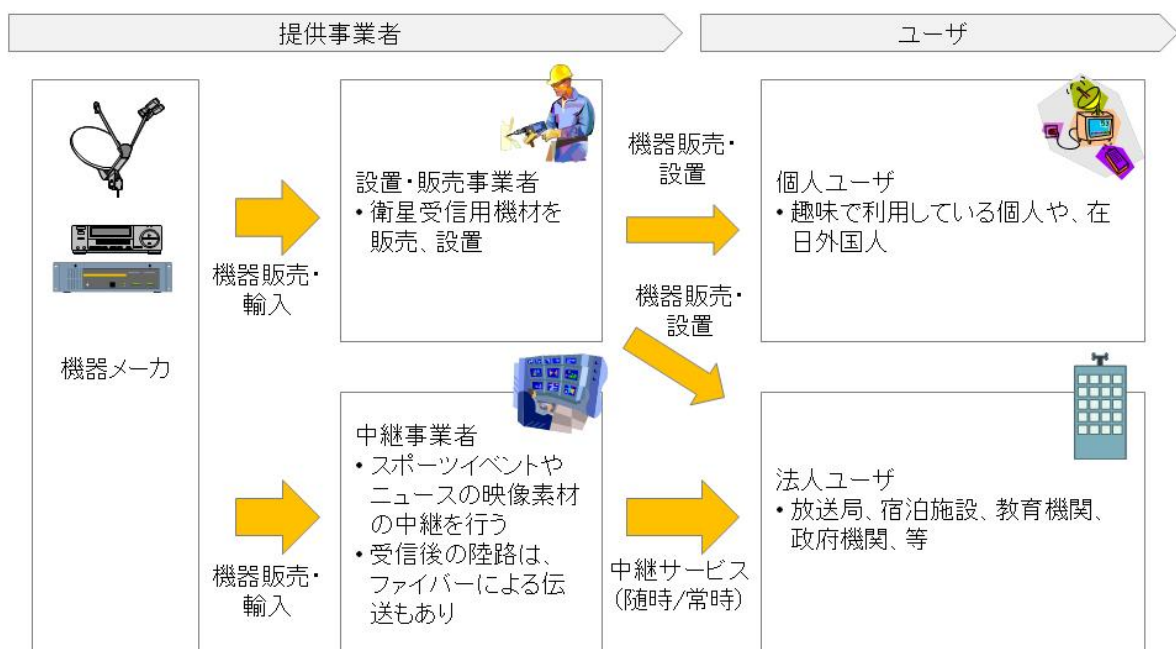 提供事業者
ユーザ
機器メーカ
機器販売・
輸入
設置・販売事業者
• 衛星受信用機材を
販売、設置
機器販売・
設置
個人ユーザ
• 趣味で利用している個人や、在
日外国人
機器販売・
設置
機器販売・
輸入
中継事業者
• スポーツイベントや
ニュースの映像素材
の中継を行う
• 受信後の陸路は、
ファイバーによる伝
送もあり
中継サービス
(随時/常時)
法人ユーザ
• 放送局、宿泊施設、教育機関、
政府機関、等